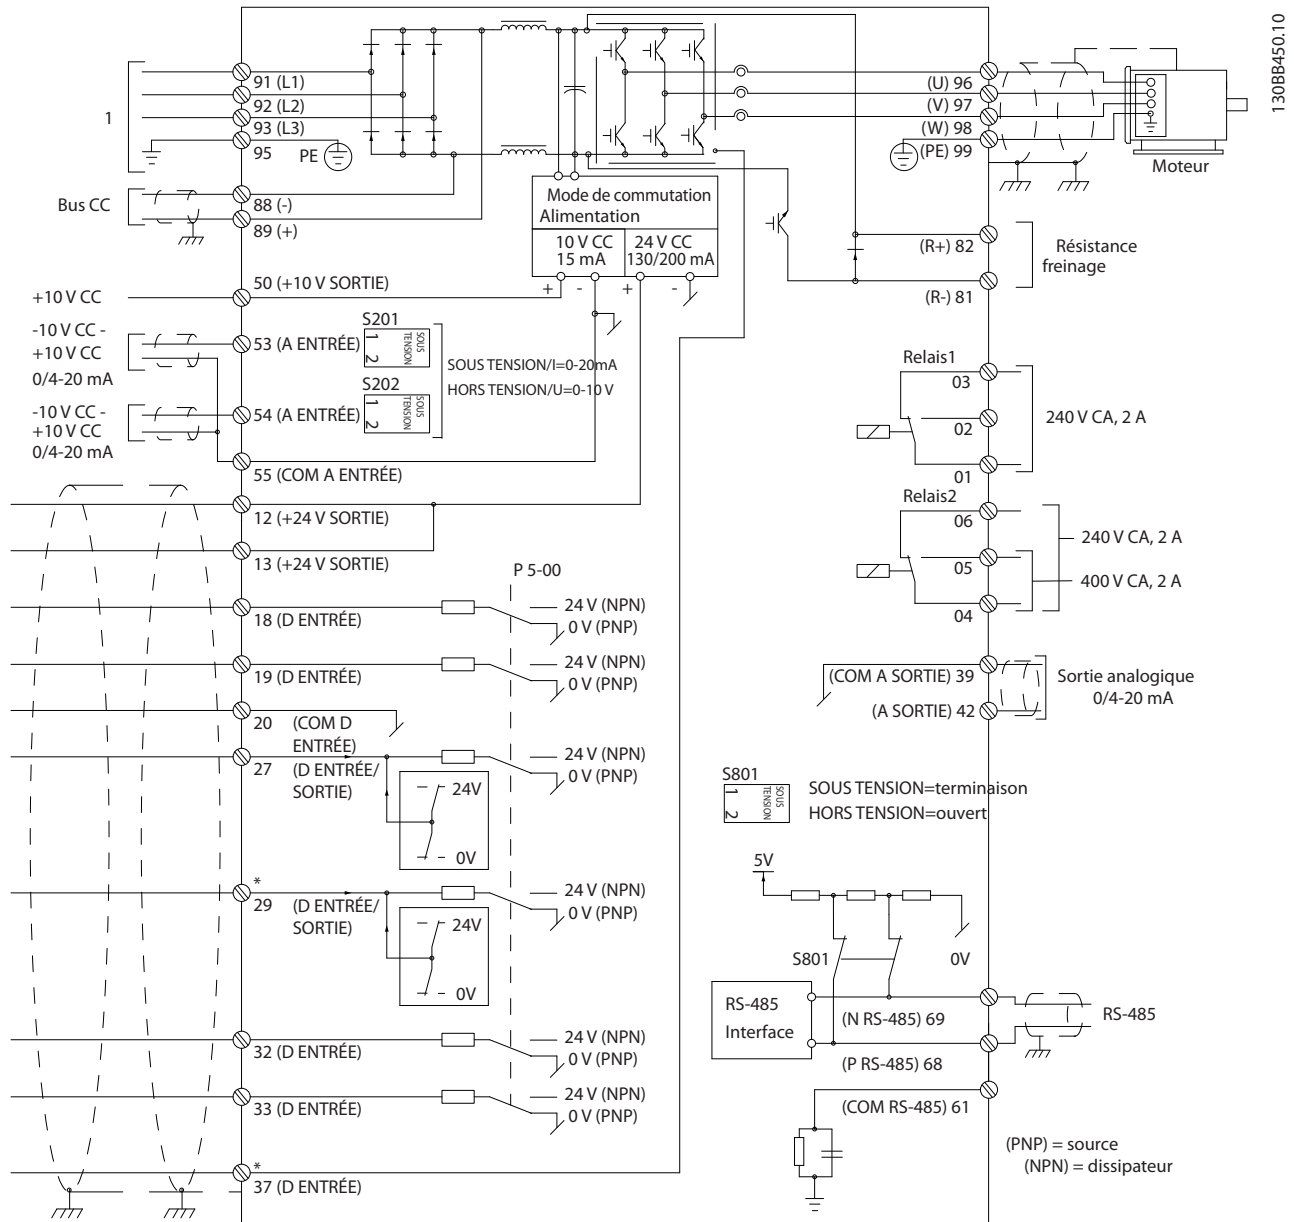 130BB450.10
1
91 (L1)
92 (L2)
93 (L3)
95
PE
Bus CC
88 (-)
89 (+)
Mode de commutation
Alimentation
10 V CC
15 mA
24 V CC
130/200 mA
+ - + -
(U) 96
(V) 97
(W) 98
(PE) 99
Moteur
(R+) 82
(R-) 81
Résistance
freinage
+10 V CC
50 (+10 V SORTIE)
-10 V CC -
+10 V CC
0/4-20 mA
53 (A ENTRÉE)
S201
1
2
SOUS
TENSION
SOUS TENSION/I=0-20mA
HORS TENSION/U=0-10 V
-10 V CC -
+10 V CC
0/4-20 mA
54 (A ENTRÉE)
S202
1
2
SOUS
TENSION
55 (COM A ENTRÉE)
12 (+24 V SORTIE)
13 (+24 V SORTIE)
P 5-00
18 (D ENTRÉE)
24 V (NPN)
0 V (PNP)
19 (D ENTRÉE)
24 V (NPN)
0 V (PNP)
20 (COM D
ENTRÉE)
27 (D ENTRÉE/
SORTIE)
24 V (NPN)
0 V (PNP)
24V
0V
*
29 (D ENTRÉE/
SORTIE)
24 V (NPN)
0 V (PNP)
24V
0V
32 (D ENTRÉE)
24 V (NPN)
0 V (PNP)
33 (D ENTRÉE)
24 V (NPN)
0 V (PNP)
*
37 (D ENTRÉE)
Relais1
03
02
01
240 V CA, 2 A
Relais2
06
05
04
240 V CA, 2 A
400 V CA, 2 A
(COM A SORTIE) 39
(A SORTIE) 42
Sortie analogique
0/4-20 mA
S801
1
2
SOUS
TENSION
SOUS TENSION=terminaison
HORS TENSION=ouvert
5V
S801
0V
RS-485
Interface
(N RS-485) 69
(P RS-485) 68
RS-485
(COM RS-485) 61
(PNP) = source
(NPN) = dissipateur